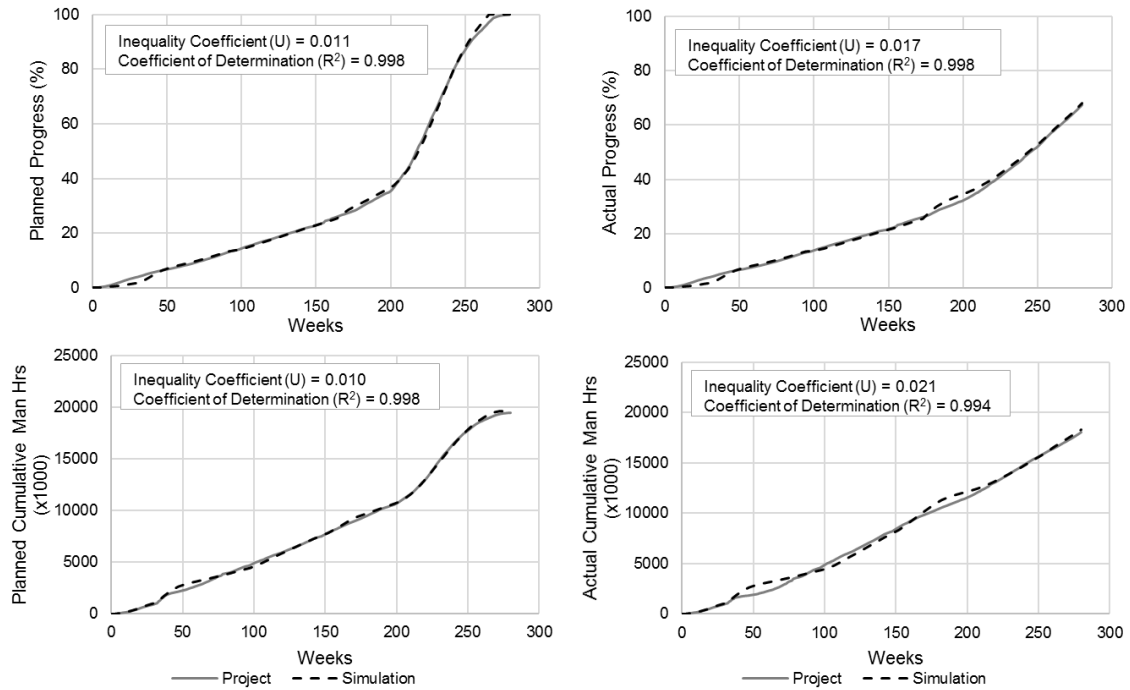 Planned Progress (%)
100
80
60
40
20
0
Inequality Coefficient (U) = 0.011
Coefficient of Determination (R²) = 0.998
0 50 100 150 200 250 300
Weeks
Actual Progress (%)
100
80
60
40
20
0
Inequality Coefficient (U) = 0.017
Coefficient of Determination (R²) = 0.998
0 50 100 150 200 250 300
Weeks
Planned Cumulative Man Hrs
(x1000)
25000
20000
15000
10000
5000
0
Inequality Coefficient (U) = 0.010
Coefficient of Determination (R²) = 0.998
0 50 100 150 200 250 300
Weeks
Project Simulation
Actual Cumulative Man Hrs
(x1000)
25000
20000
15000
10000
5000
0
Inequality Coefficient (U) = 0.021
Coefficient of Determination (R²) = 0.994
0 50 100 150 200 250 300
Weeks
Project Simulation